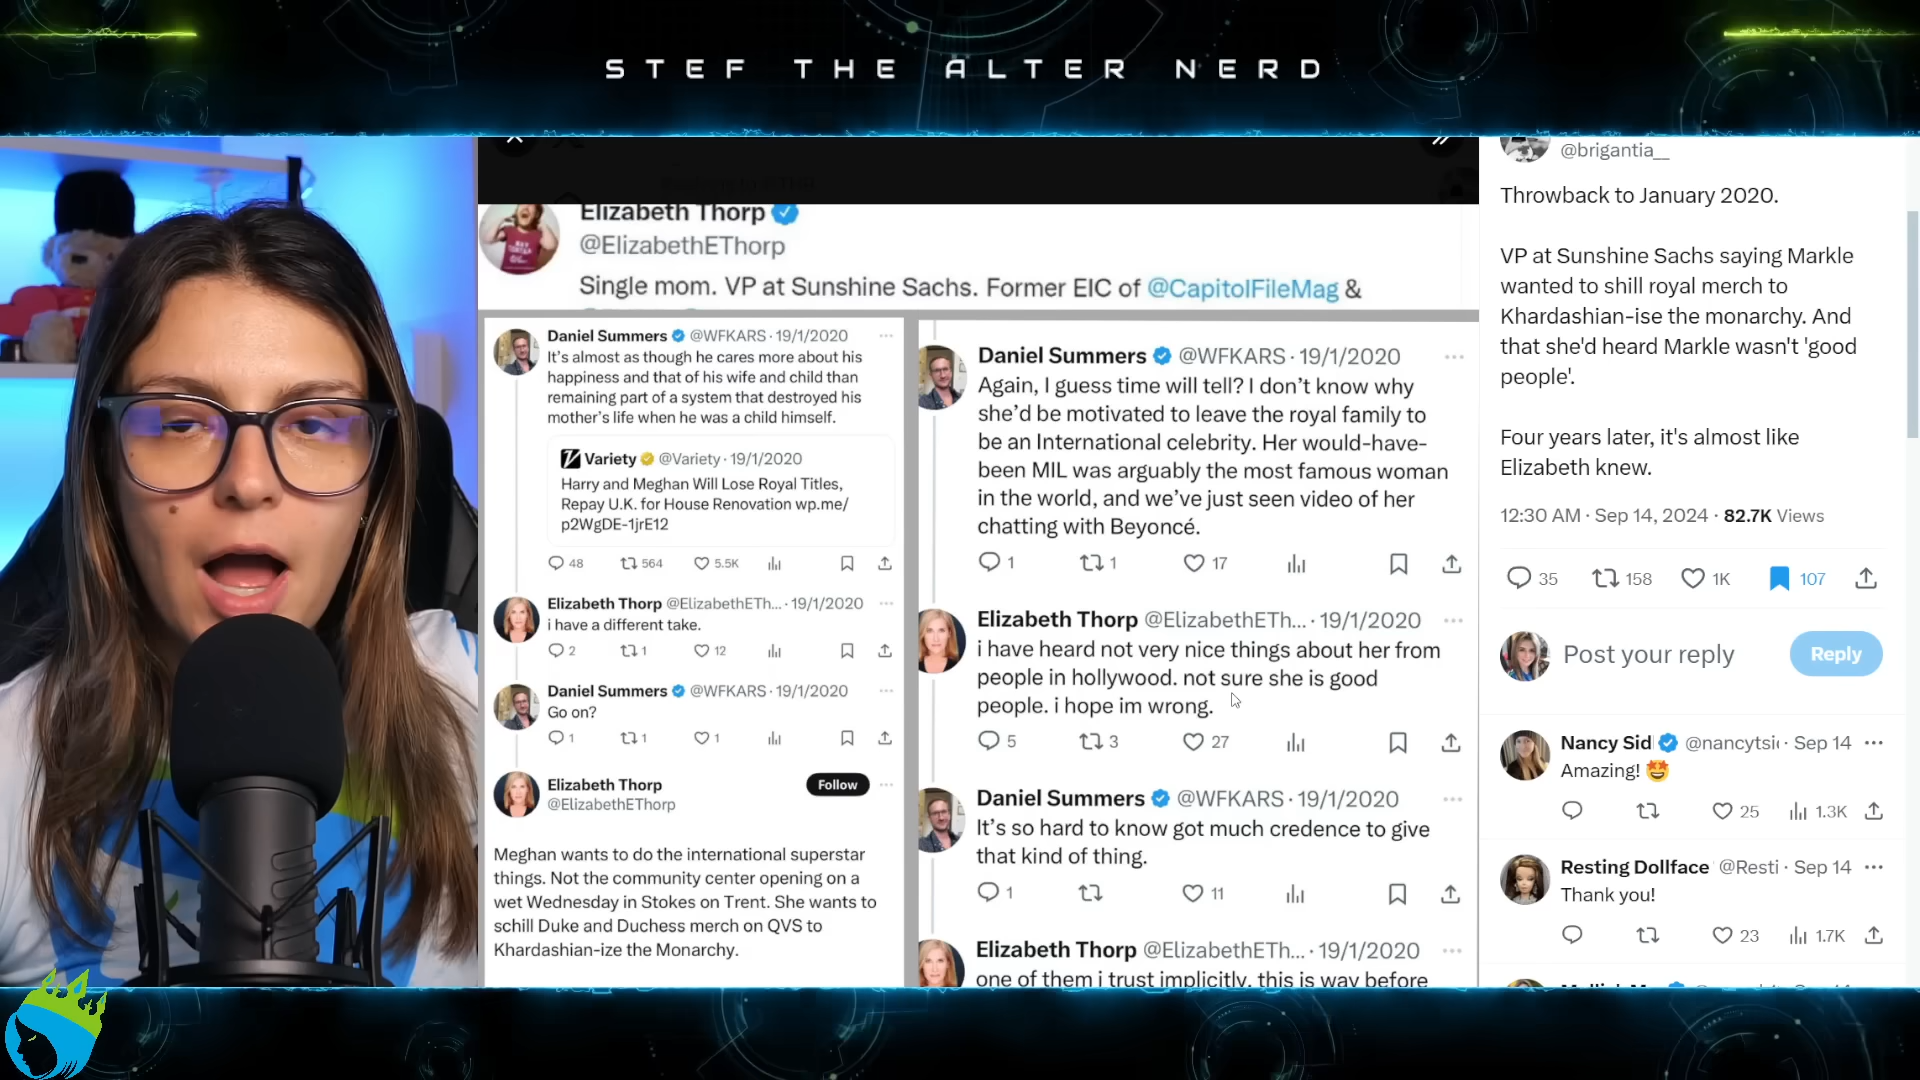 STEF THE ALTER NERD
Elizabeth Thorp
@ElizabethEThorp
Single mom. VP at Sunshine Sachs. Former EIC of @CapitolFileMag &
Daniel Summers @WFKARS · 19/1/2020
It's almost as though he cares more about his
happiness and that of his wife and child than
remaining part of a system that destroyed his
mother's life when he was a child himself.
Variety @Variety · 19/1/2020
Harry and Meghan Will Lose Royal Titles,
Repay U.K. for House Renovation wp.me/
p2WgDE-1jrE12
48 564 5.5K
Elizabeth Thorp @ElizabethETh... · 19/1/2020
i have a different take.
2 1 12
Daniel Summers @WFKARS · 19/1/2020
Go on?
1 1 1
Elizabeth Thorp
@ElizabethEThorp
Follow
Meghan wants to do the international superstar
things. Not the community center opening on a
wet Wednesday in Stokes on Trent. She wants to
schill Duke and Duchess merch on QVS to
Khardashian-ize the Monarchy.
Daniel Summers @WFKARS · 19/1/2020
Again, I guess time will tell? I don't know why
she'd be motivated to leave the royal family to
be an International celebrity. Her would-have-
been MIL was arguably the most famous woman
in the world, and we've just seen video of her
chatting with Beyoncé.
1 1 17
Elizabeth Thorp @ElizabethETh... · 19/1/2020
i have heard not very nice things about her from
people in hollywood. not sure she is good
people. i hope im wrong.
5 3 27
Daniel Summers @WFKARS · 19/1/2020
It's so hard to know got much credence to give
that kind of thing.
1 11
Elizabeth Thorp @ElizabethETh... · 19/1/2020
one of them i trust implicitly. this is way before
@brigantia__
Throwback to January 2020.
VP at Sunshine Sachs saying Markle
wanted to shill royal merch to
Khardashian-ise the monarchy. And
that she'd heard Markle wasn't 'good
people'.
Four years later, it's almost like
Elizabeth knew.
12:30 AM · Sep 14, 2024 · 82.7K Views
35 158 1K 107
Post your reply
Reply
Nancy Sid @nancytsi · Sep 14
Amazing!
25 1.3K
Resting Dollface @Resti · Sep 14
Thank you!
23 1.7K